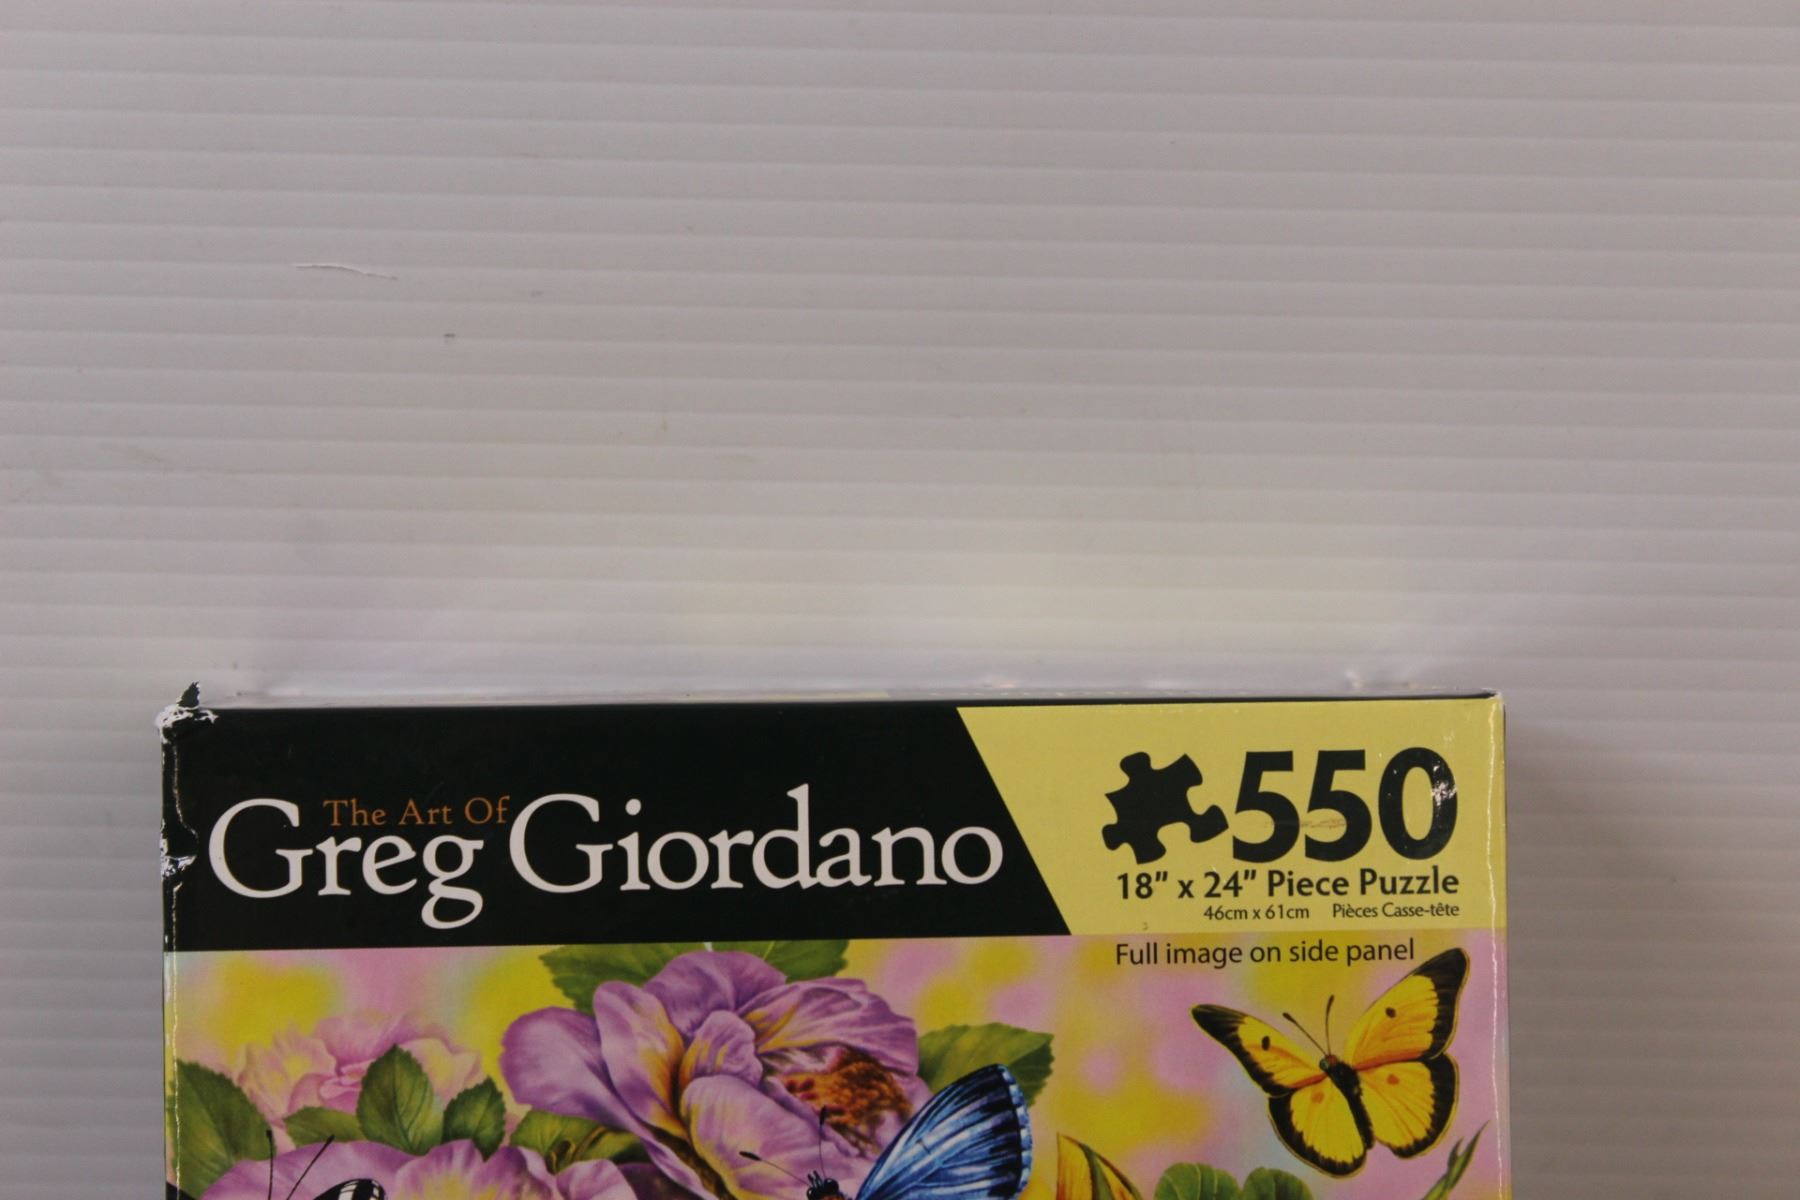 The Art Of
Greg Giordano
550
18" x 24" Piece Puzzle
46cm x 61cm Pièces Casse-tête
Full image on side panel